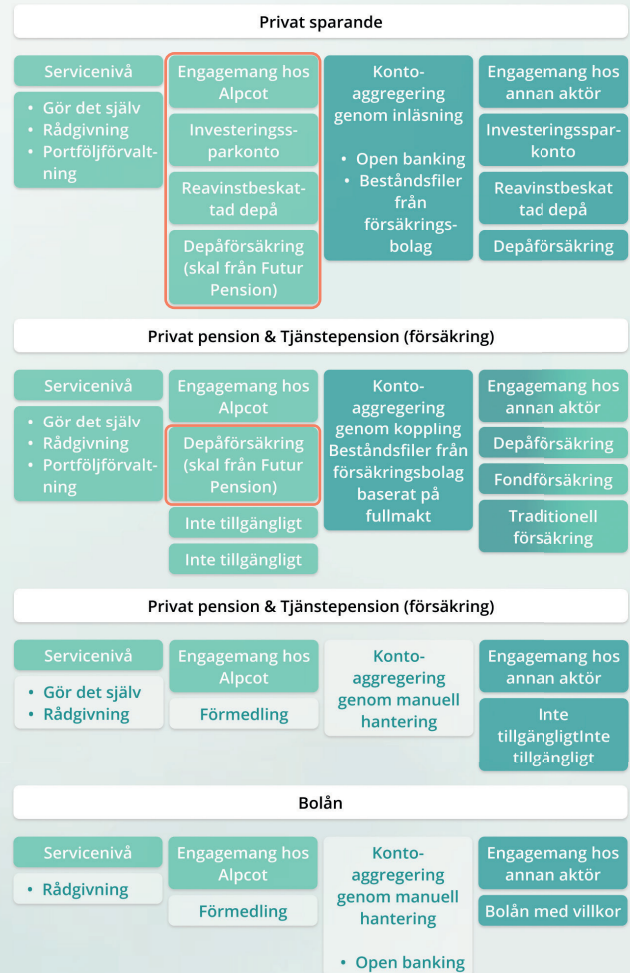 Privat sparande
Servicenivå
• Gör det själv
• Rådgivning
• Portföljförvalt-
ning
Engagemang hos
Alpcot
Investeringss-
parkonto
Reavinstbeskat-
tad depå
Depåförsäkring
(skal från Futur
Pension)
Konto-
aggregering
genom inläsning
• Open banking
• Beståndsfiler
från
försäkrings-
bolag
Engagemang hos
annan aktör
Investeringsspar-
konto
Reavinstbeskat
tad depå
Depåförsäkring
Privat pension & Tjänstepension (försäkring)
Servicenivå
• Gör det själv
• Rådgivning
• Portföljförvalt-
ning
Engagemang hos
Alpcot
Depåförsäkring
(skal från Futur
Pension)
Inte tillgängligt
Inte tillgängligt
Konto-
aggregering
genom koppling
Beståndsfiler från
försäkringsbolag
baserat på
fullmakt
Engagemang hos
annan aktör
Depåförsäkring
Fondförsäkring
Traditionell
försäkring
Privat pension & Tjänstepension (försäkring)
Servicenivå
• Gör det själv
• Rådgivning
Engagemang hos
Alpcot
Förmedling
Konto-
aggregering
genom manuell
hantering
Engagemang hos
annan aktör
Inte
tillgängligtInte
tillgängligt
Bolån
Servicenivå
• Rådgivning
Engagemang hos
Alpcot
Förmedling
Konto-
aggregering
genom manuell
hantering
• Open banking
Engagemang hos
annan aktör
Bolån med villkor